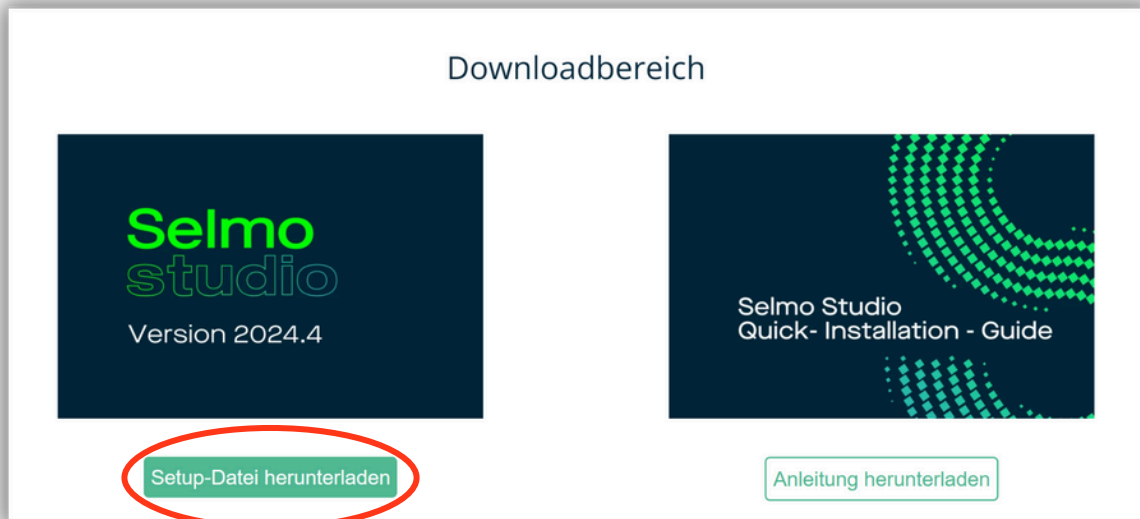 Downloadbereich
Selmo
studio
Version 2024.4
Setup-Datei herunterladen
Selmo Studio
Quick- Installation - Guide
Anleitung herunterladen